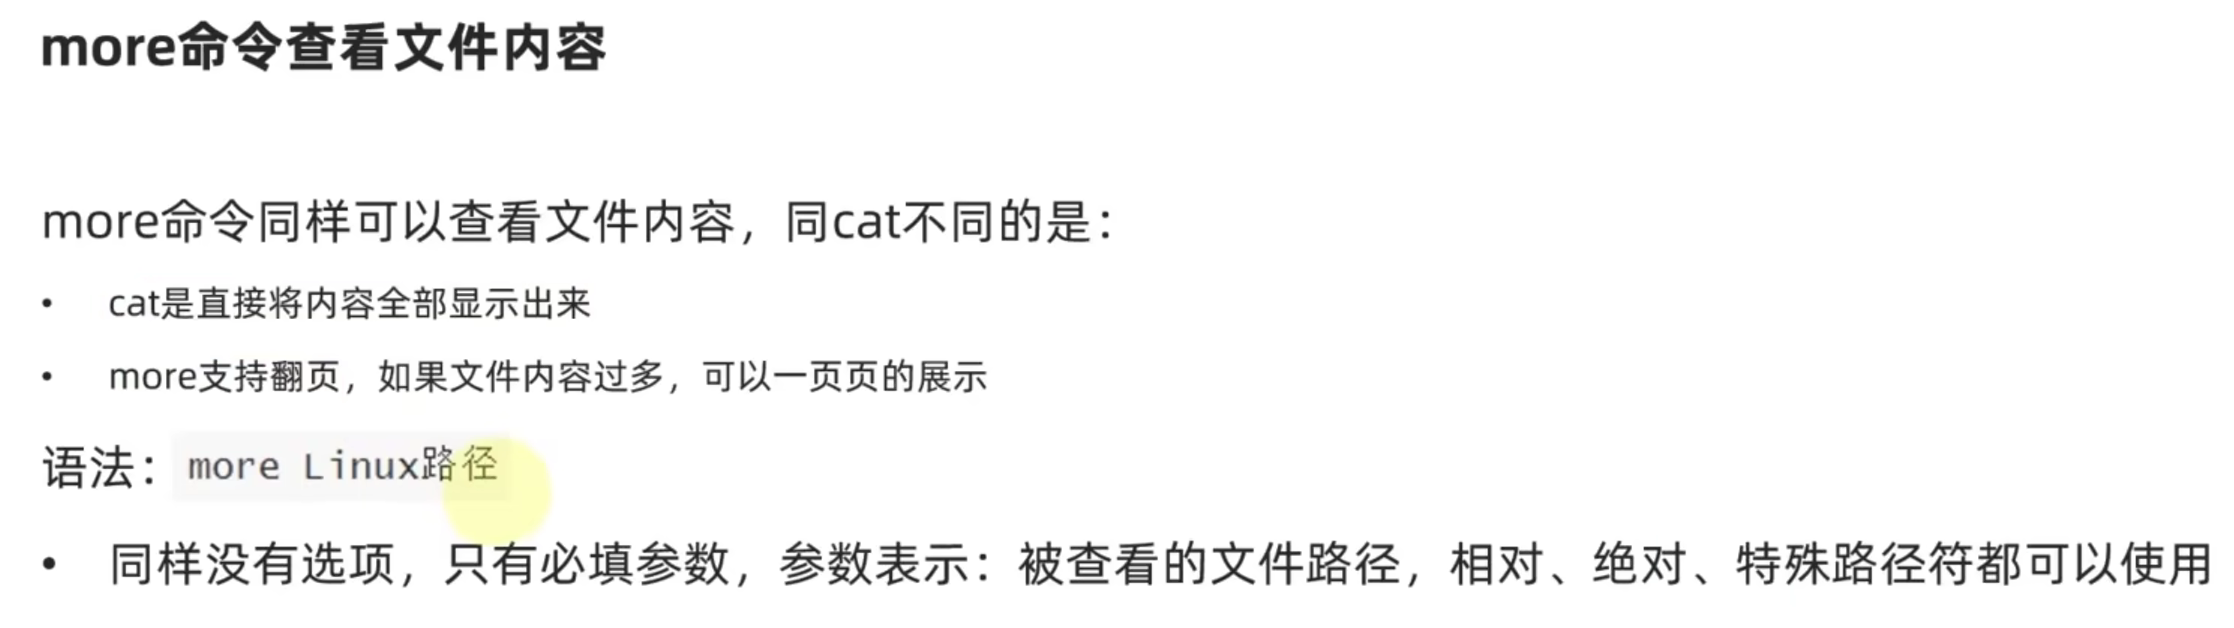 more命令查看文件内容
more命令同样可以查看文件内容，同cat不同的是：
• cat是直接将内容全部显示出来
• more支持翻页，如果文件内容过多，可以一页页的展示
语法：more Linux路径
• 同样没有选项，只有必填参数，参数表示：被查看的文件路径，相对、绝对、特殊路径符都可以使用